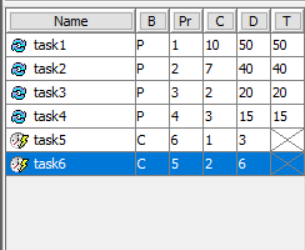 Name B Pr C D T
task1 P 1 10 50 50
task2 P 2 7 40 40
task3 P 3 2 20 20
task4 P 4 3 15 15
task5 C 6 1 3
task6 C 5 2 6